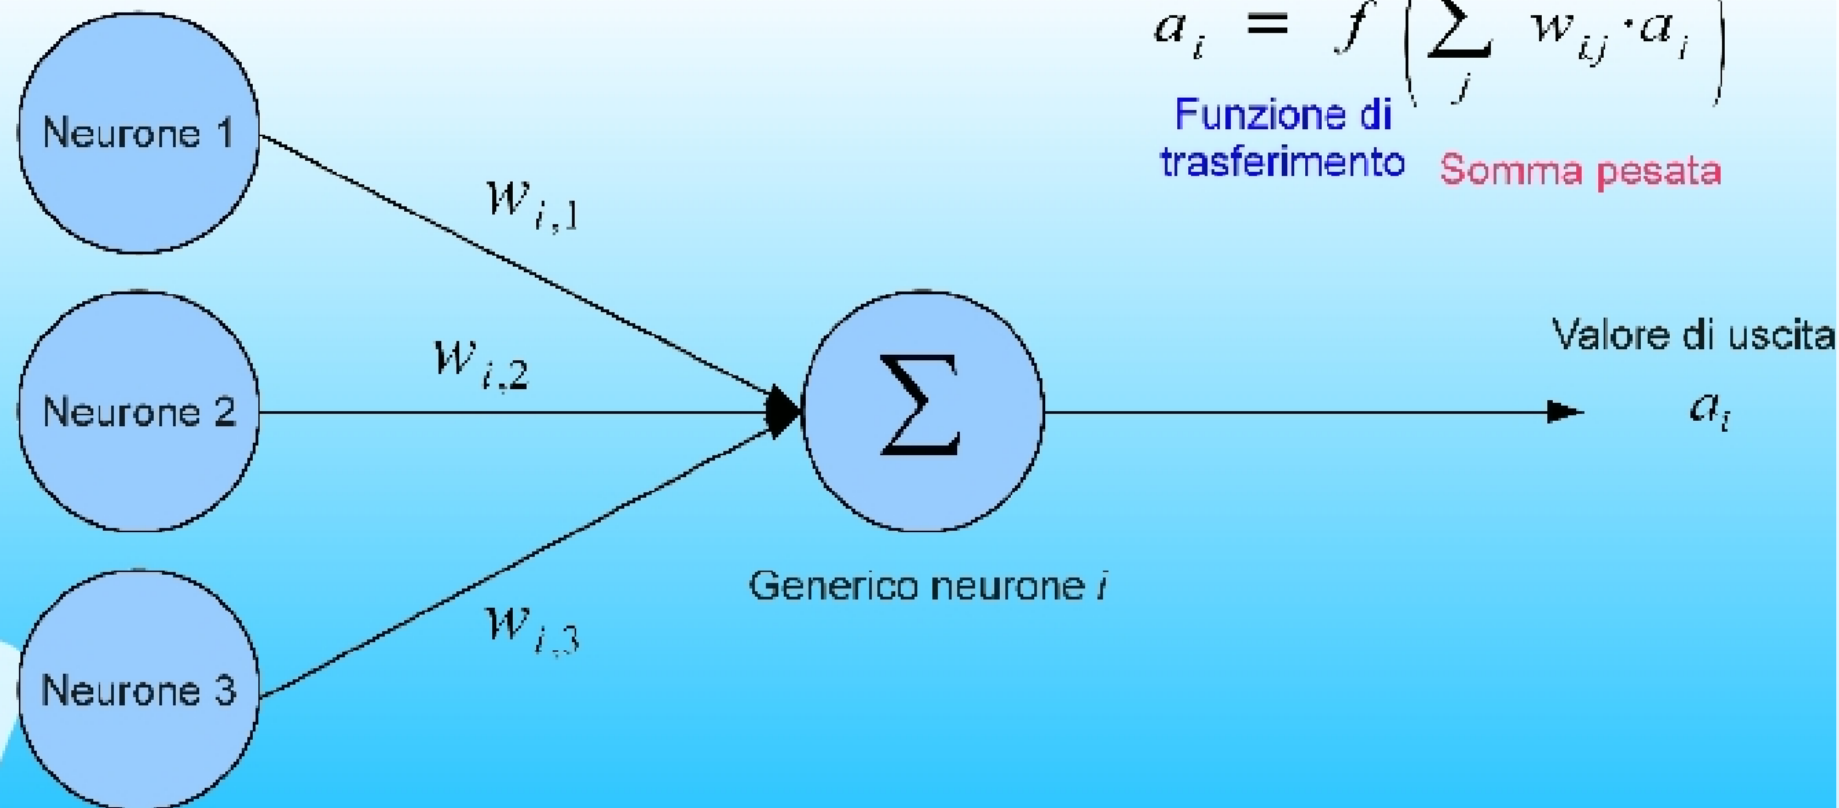 a_i = f ( ∑_j w_ij · a_i )
Funzione di
trasferimento
Somma pesata
Neurone 1
w_i,1
Neurone 2
w_i,2
Neurone 3
w_i,3
∑
Generico neurone i
Valore di uscita
a_i